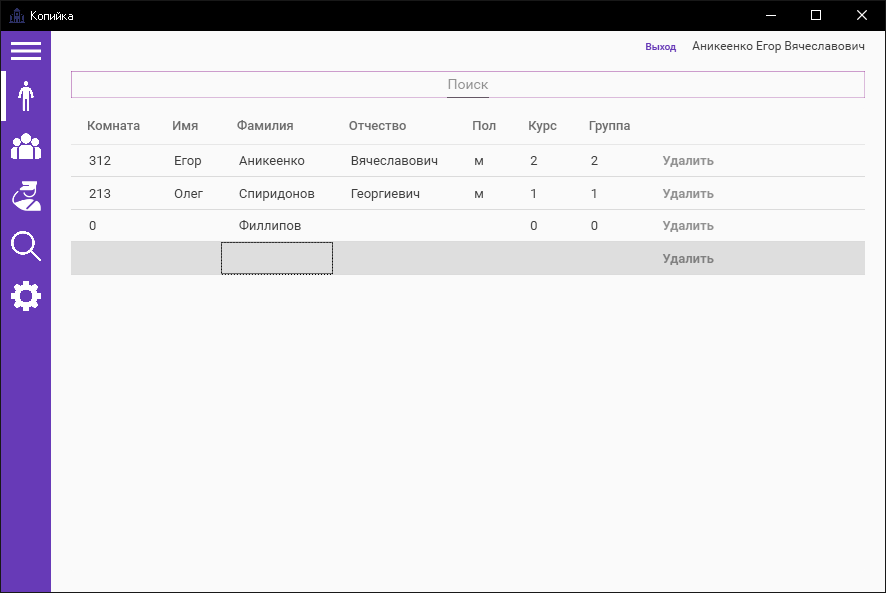 Копийка
Выход Аникеенко Егор Вячеславович
Поиск
Комната Имя Фамилия Отчество Пол Курс Группа
312 Егор Аникеенко Вячеславович м 2 2 Удалить
213 Олег Спиридонов Георгиевич м 1 1 Удалить
0 Филлипов 0 0 Удалить
Удалить